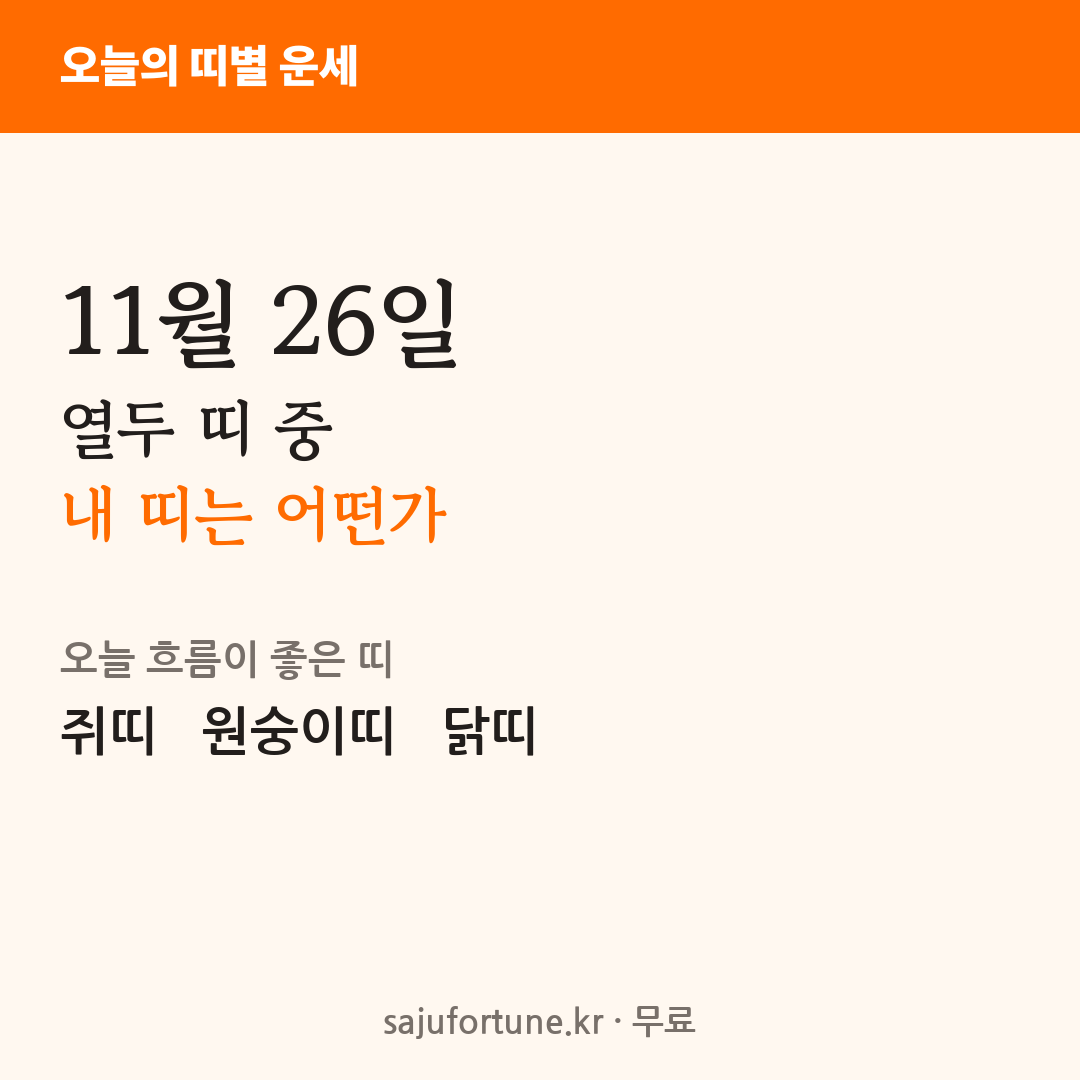 오늘의 띠별 운세
11월 26일
열두 띠 중
내 띠는 어떤가
오늘 흐름이 좋은 띠
쥐띠 원숭이띠 닭띠
sajufortune.kr · 무료